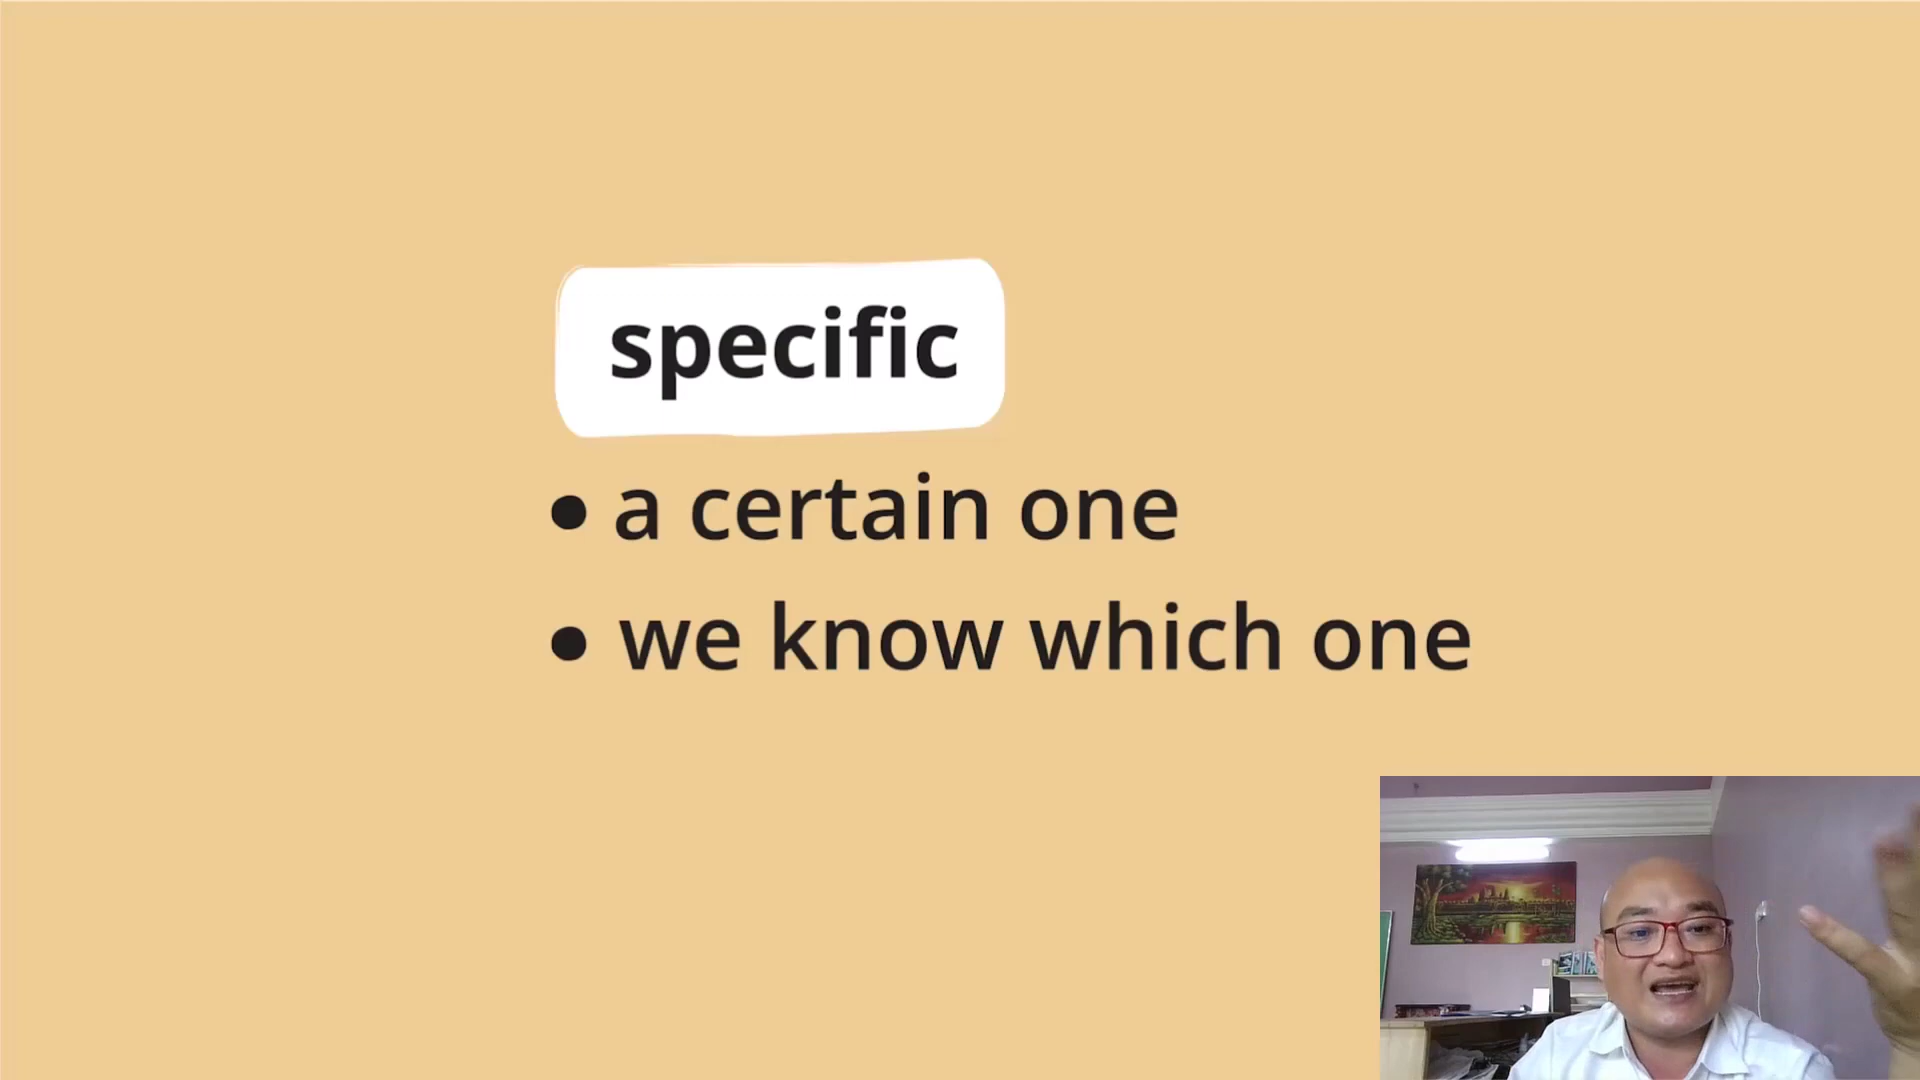 specific
• a certain one
• we know which one